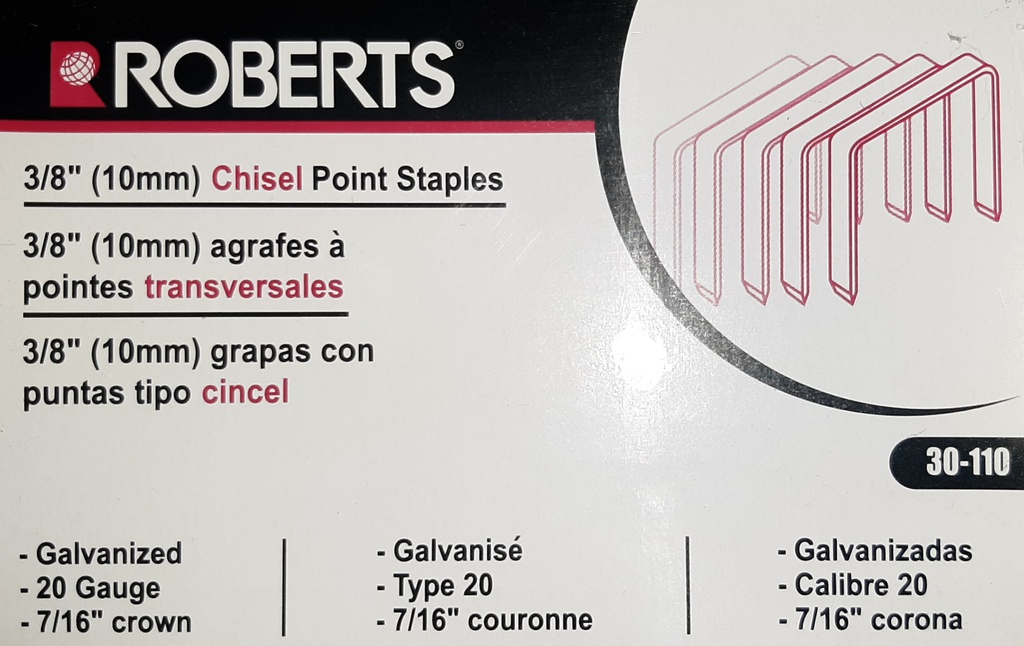 ROBERTS®
3/8" (10mm) Chisel Point Staples
3/8" (10mm) agrafes à
pointes transversales
3/8" (10mm) grapas con
puntas tipo cincel
30-110
- Galvanized
- 20 Gauge
- 7/16" crown
- Galvanisé
- Type 20
- 7/16" couronne
- Galvanizadas
- Calibre 20
- 7/16" corona